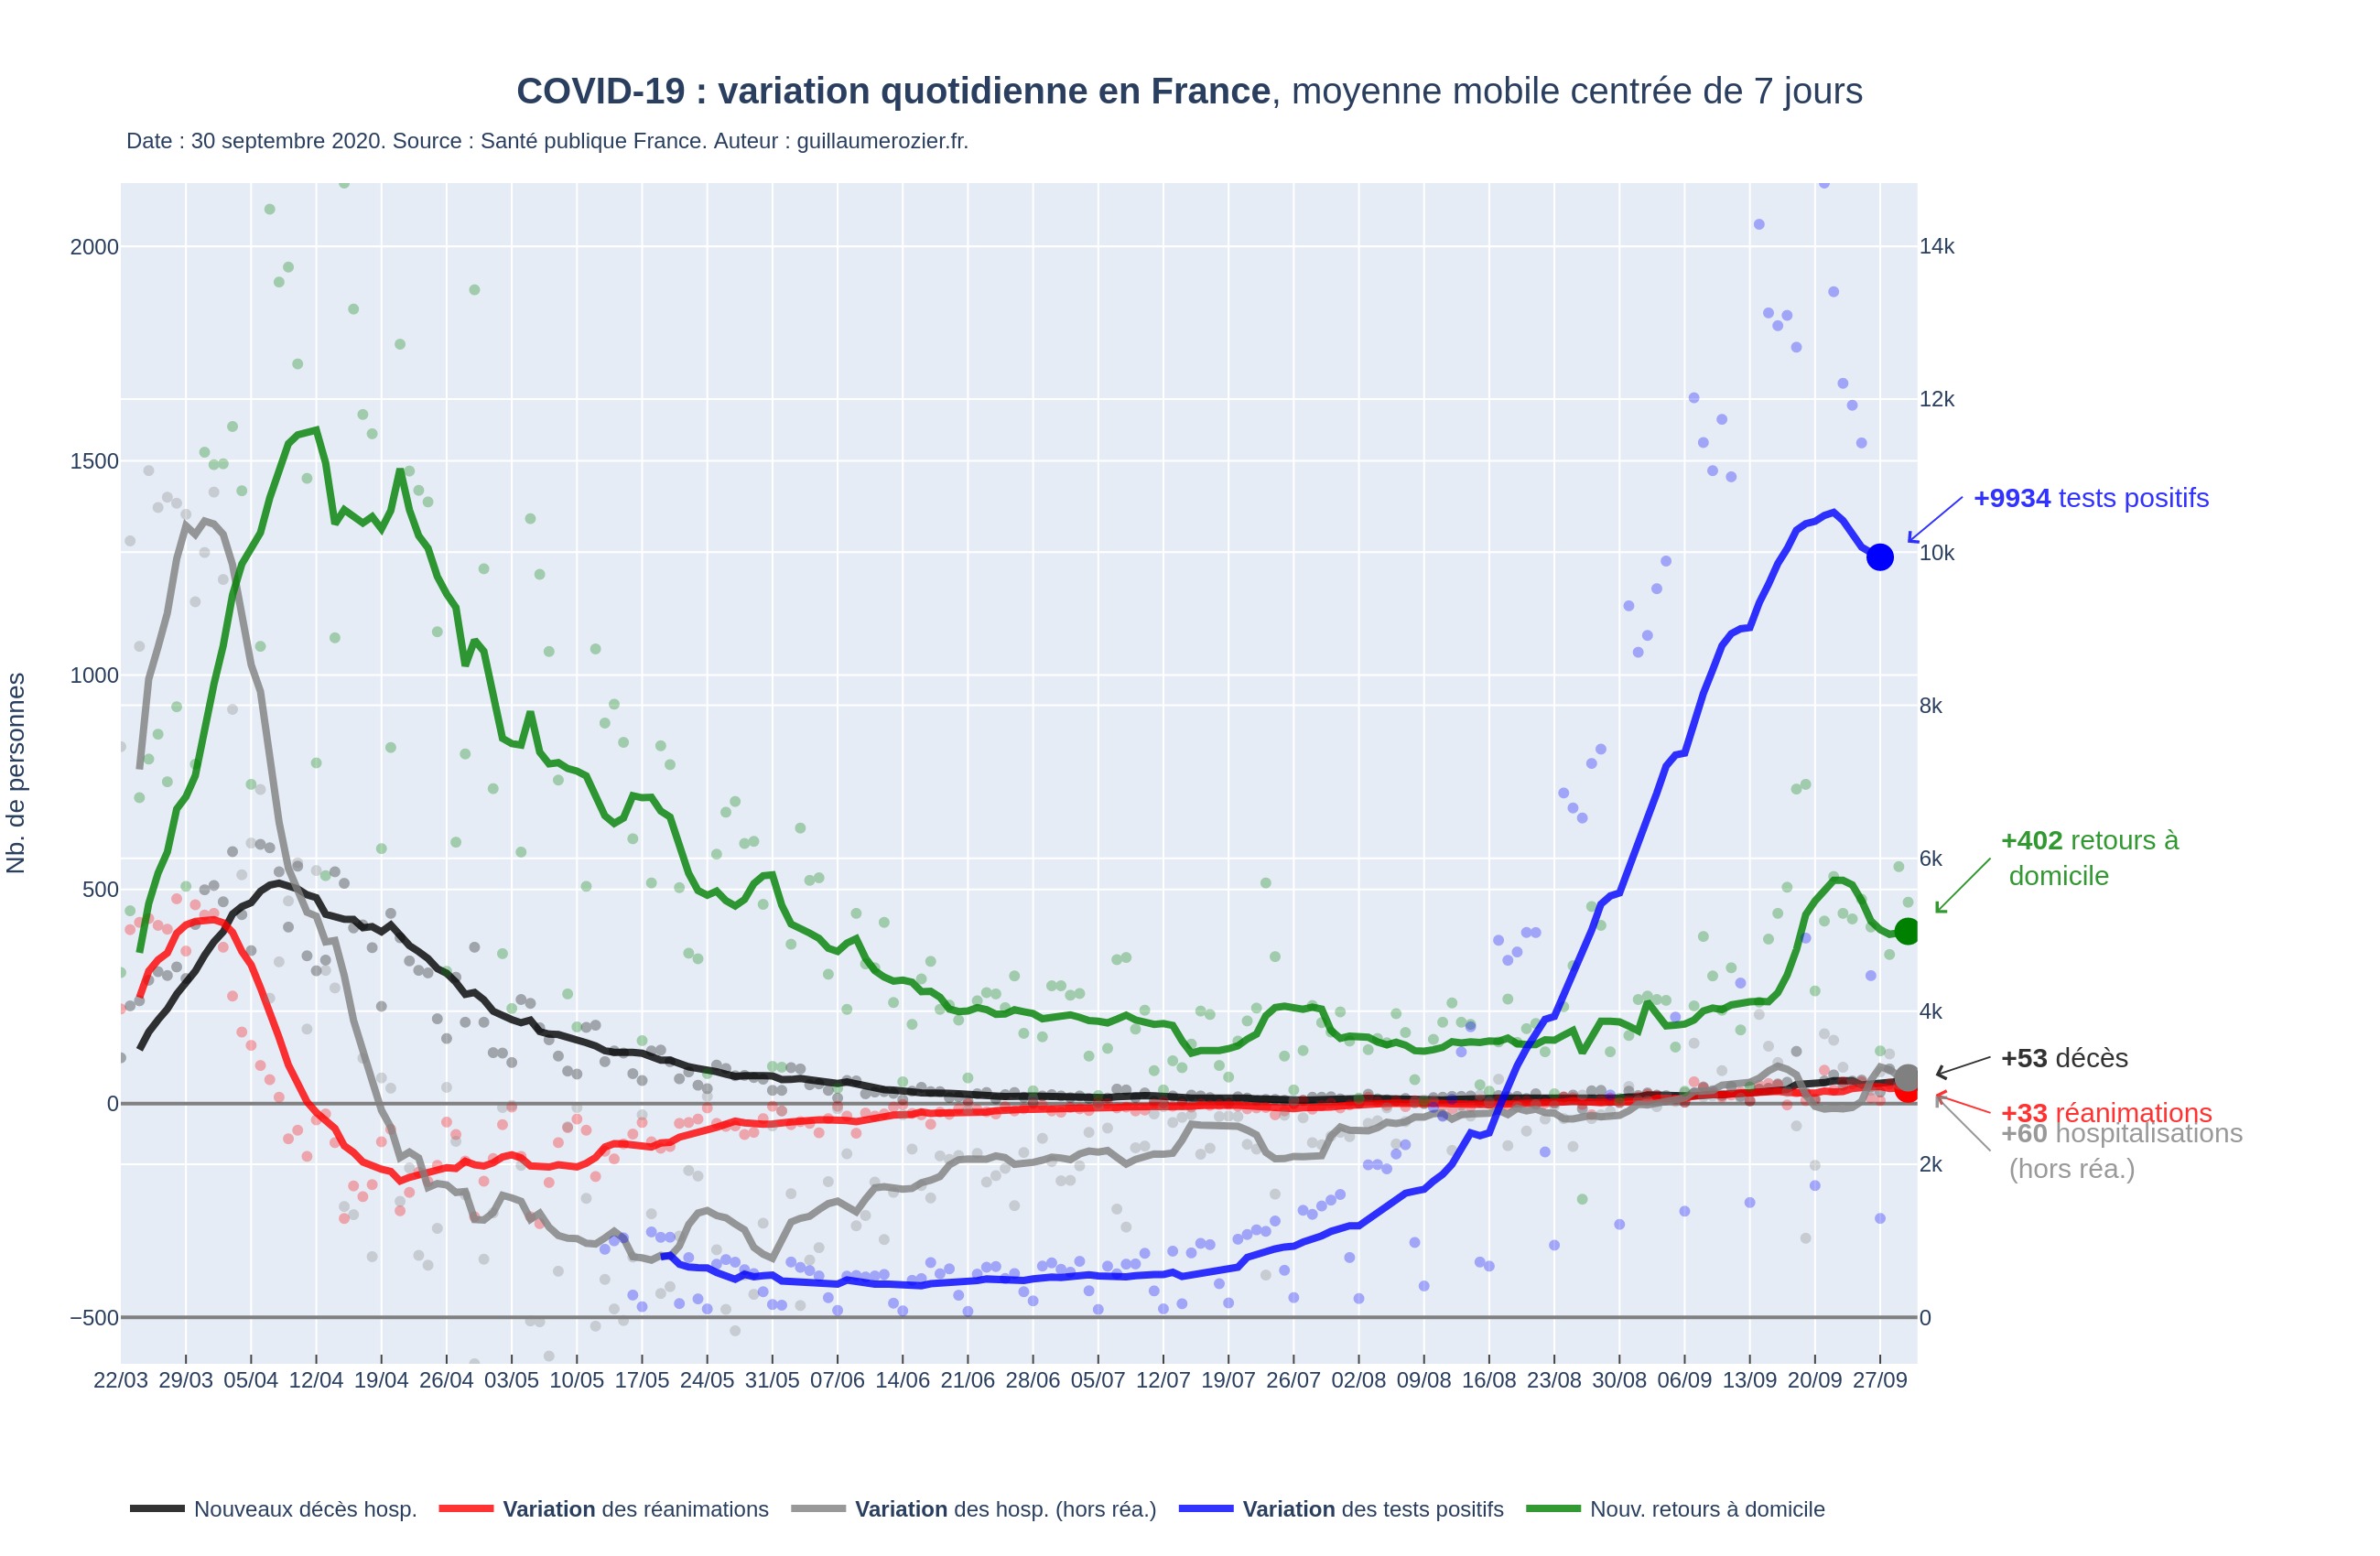 COVID-19 : variation quotidienne en France, moyenne mobile centrée de 7 jours
Date : 30 septembre 2020. Source : Santé publique France. Auteur : guillaumerozier.fr.
Nb. de personnes
2000
1500
1000
500
0
−500
14k
12k
10k
8k
6k
4k
2k
0
+9934 tests positifs
+402 retours à
domicile
+53 décès
+33 réanimations
+60 hospitalisations
(hors réa.)
22/03 29/03 05/04 12/04 19/04 26/04 03/05 10/05 17/05 24/05 31/05 07/06 14/06 21/06 28/06 05/07 12/07 19/07 26/07 02/08 09/08 16/08 23/08 30/08 06/09 13/09 20/09 27/09
Nouveaux décès hosp. Variation des réanimations Variation des hosp. (hors réa.) Variation des tests positifs Nouv. retours à domicile